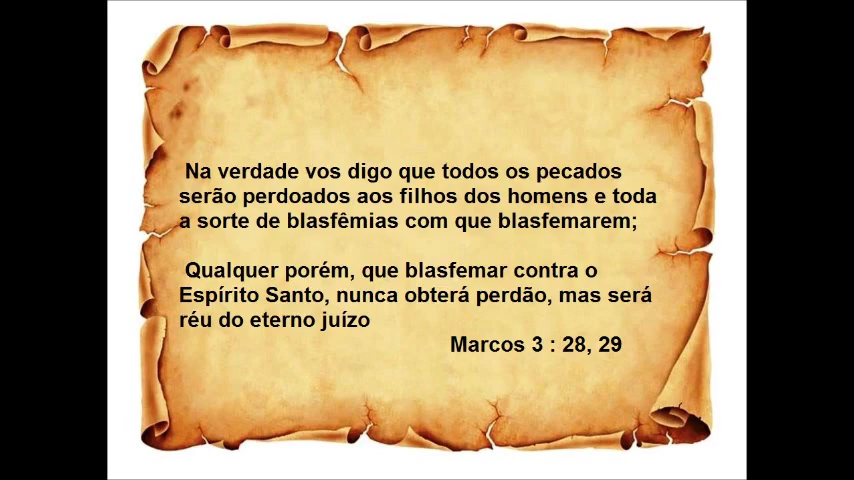 Na verdade vos digo que todos os pecados
serão perdoados aos filhos dos homens e toda
a sorte de blasfêmias com que blasfemarem;
Qualquer porém, que blasfemar contra o
Espírito Santo, nunca obterá perdão, mas será
réu do eterno juízo
Marcos 3 : 28, 29